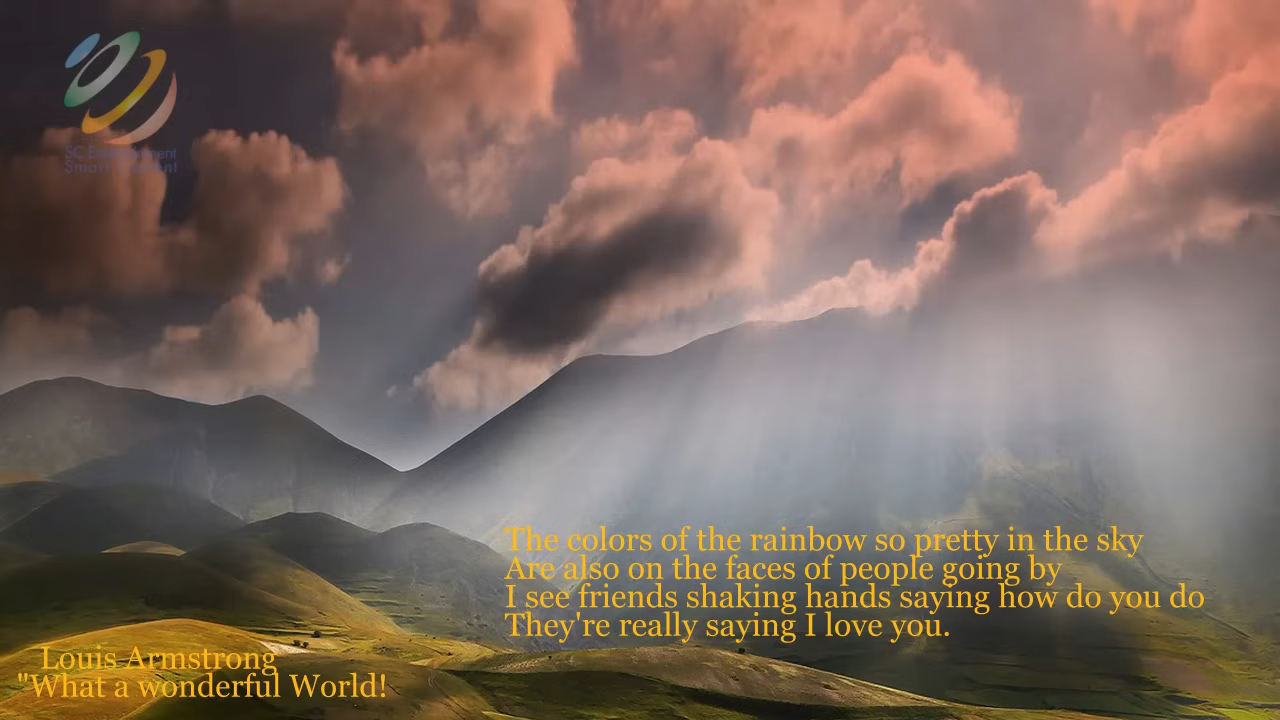 SC Entertainment
The colors of the rainbow so pretty in the sky
Are also on the faces of people going by
I see friends shaking hands saying how do you do
They're really saying I love you.
Louis Armstrong
"What a wonderful World!